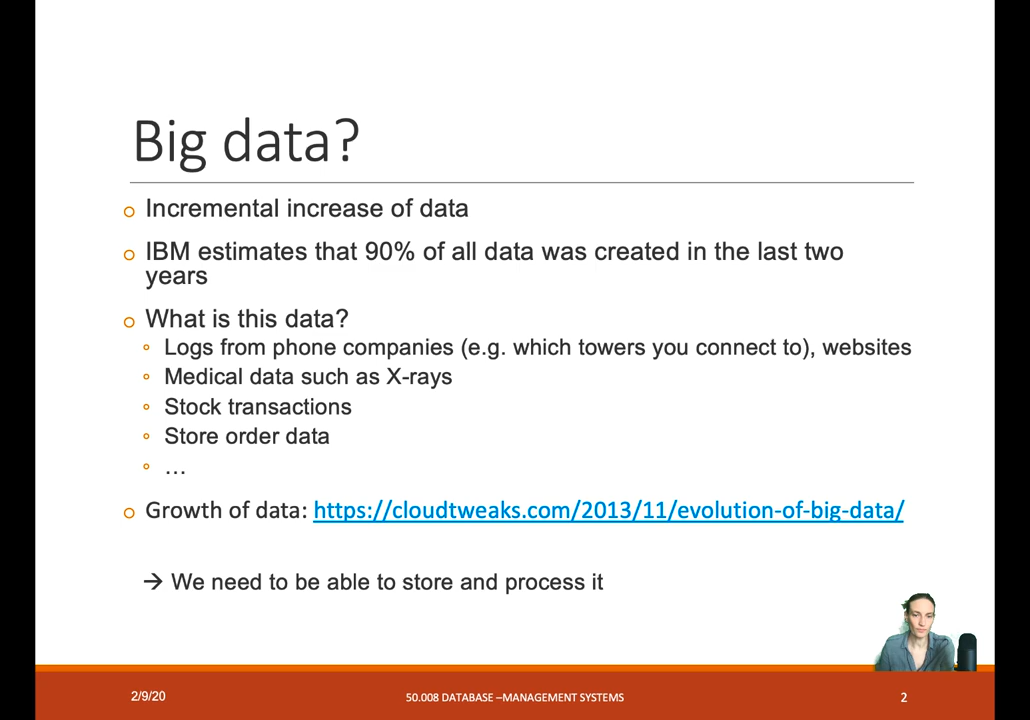 Big data?
Incremental increase of data
IBM estimates that 90% of all data was created in the last two
years
What is this data?
Logs from phone companies (e.g. which towers you connect to), websites
Medical data such as X-rays
Stock transactions
Store order data
…
Growth of data: https://cloudtweaks.com/2013/11/evolution-of-big-data/
→ We need to be able to store and process it
2/9/20
50.008 DATABASE –MANAGEMENT SYSTEMS
2